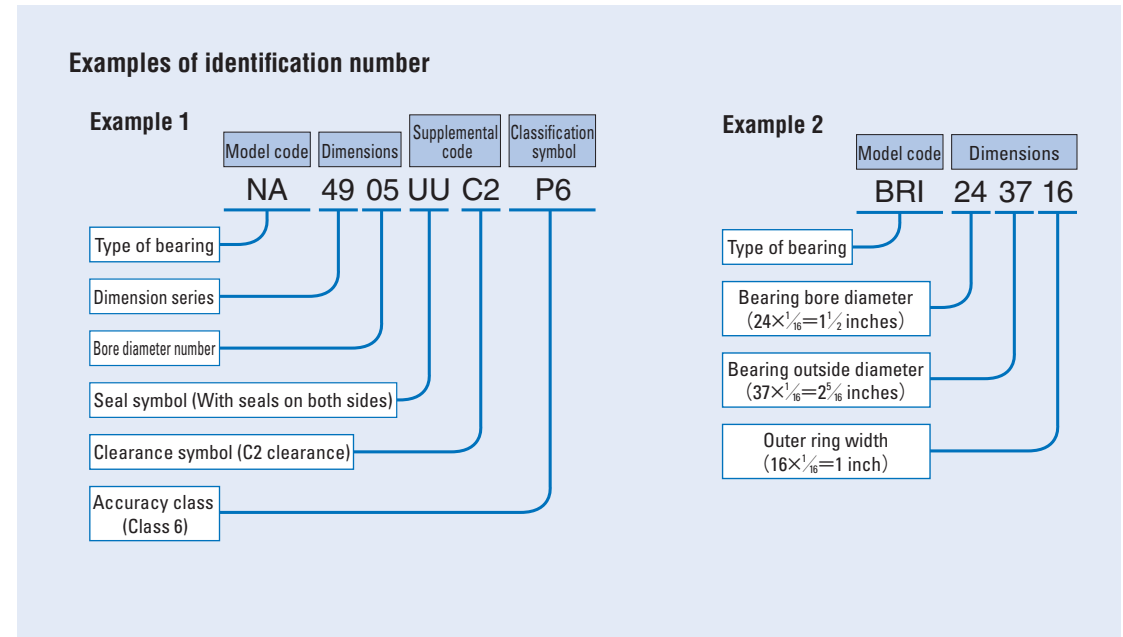 Examples of identification number
Example 1
Model code
Dimensions
Supplemental
code
Classification
symbol
NA 49 05 UU C2 P6
Type of bearing
Dimension series
Bore diameter number
Seal symbol (With seals on both sides)
Clearance symbol (C2 clearance)
Accuracy class
(Class 6)
Example 2
Model code
Dimensions
BRI 24 37 16
Type of bearing
Bearing bore diameter
(24×1⁄16=1 1⁄2 inches)
Bearing outside diameter
(37×1⁄16=2 5⁄16 inches)
Outer ring width
(16×1⁄16=1 inch)